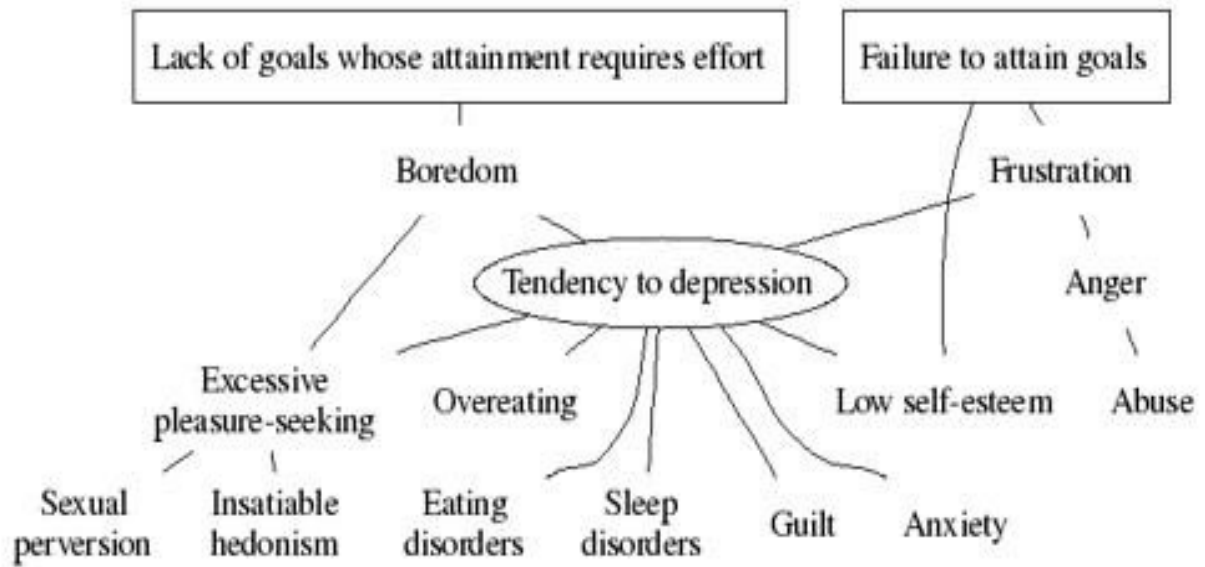 Lack of goals whose attainment requires effort
Failure to attain goals
Boredom
Frustration
Tendency to depression
Anger
Excessive
pleasure-seeking
Overeating
Low self-esteem
Abuse
Sexual
perversion
Insatiable
hedonism
Eating
disorders
Sleep
disorders
Guilt
Anxiety